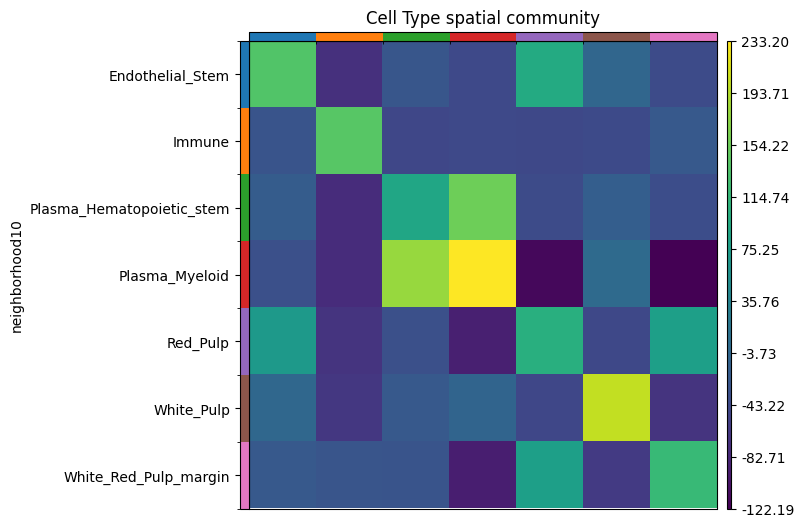 Cell Type spatial community
Endothelial_Stem
Immune
Plasma_Hematopoietic_stem
Plasma_Myeloid
Red_Pulp
White_Pulp
White_Red_Pulp_margin
neighborhood10
233.20
193.71
154.22
114.74
75.25
35.76
-3.73
-43.22
-82.71
-122.19